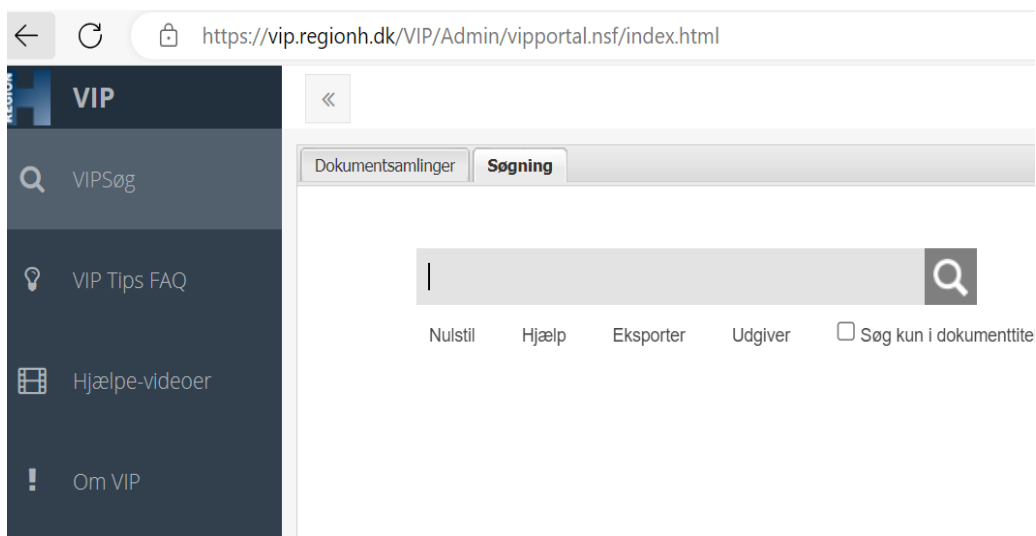 https://vip.regionh.dk/VIP/Admin/vipportal.nsf/index.html
REGION
VIP
Dokumentsamlinger Søgning
VIPSøg
VIP Tips FAQ
Nulstil Hjælp Eksporter Udgiver Søg kun i dokumenttite
Hjælpe-videoer
Om VIP